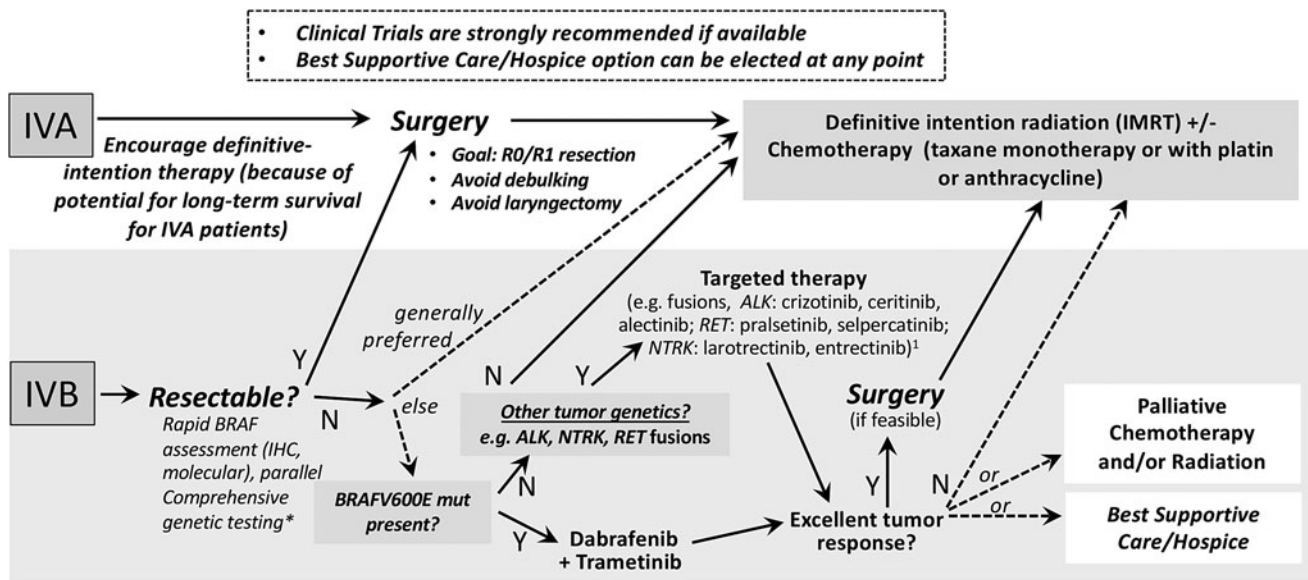 • Clinical Trials are strongly recommended if available
• Best Supportive Care/Hospice option can be elected at any point
IVA
Encourage definitive-
intention therapy (because of
potential for long-term survival
for IVA patients)
Surgery
• Goal: R0/R1 resection
• Avoid debulking
• Avoid laryngectomy
Definitive intention radiation (IMRT) +/-
Chemotherapy (taxane monotherapy or with platin
or anthracycline)
IVB
Resectable?
Rapid BRAF
assessment (IHC,
molecular), parallel
Comprehensive
genetic testing*
Y
N
generally
preferred
else
BRAFV600E mut
present?
N
Y
Other tumor genetics?
e.g. ALK, NTRK, RET fusions
N
Y
Targeted therapy
(e.g. fusions, ALK: crizotinib, ceritinib,
alectinib; RET: pralsetinib, selpercatinib;
NTRK: larotrectinib, entrectinib)¹
Dabrafenib
+ Trametinib
Excellent tumor
response?
Y
N
Surgery
(if feasible)
or
or
Palliative
Chemotherapy
and/or Radiation
Best Supportive
Care/Hospice